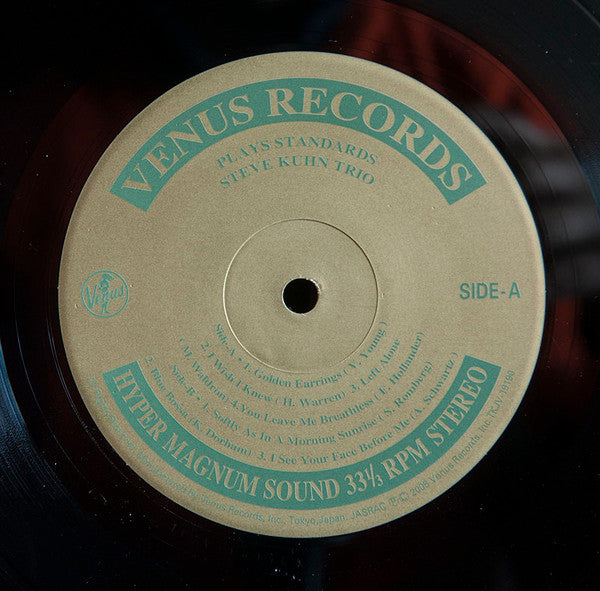 VENUS RECORDS
PLAYS STANDARDS
STEVE KUHN TRIO
Venus
SIDE-A
Side-A • 1. Golden Earrings ( V. Young )
2. I Wish I Knew ( H. Warren) 3. Left Alone
( M. Waldron) 4.You Leave Me Breathless ( F. Hollander)
Side-B • 1. Softly As In A Morning Sunrise ( S. Romberg)
2. Blue Bossa (K. Dorham) 3. I See Your Face Before Me (A. Schwartz )
HYPER MAGNUM SOUND 33⅓ RPM STEREO
Venus Records, Inc., Tokyo,Japan. JASRAC Ⓟ Ⓒ 2008 Venus Records, Inc.